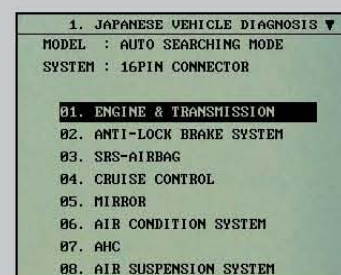 1. JAPANESE VEHICLE DIAGNOSIS ▼
MODEL : AUTO SEARCHING MODE
SYSTEM : 16PIN CONNECTOR
01. ENGINE & TRANSMISSION
02. ANTI-LOCK BRAKE SYSTEM
03. SRS-AIRBAG
04. CRUISE CONTROL
05. MIRROR
06. AIR CONDITION SYSTEM
07. AHC
08. AIR SUSPENSION SYSTEM